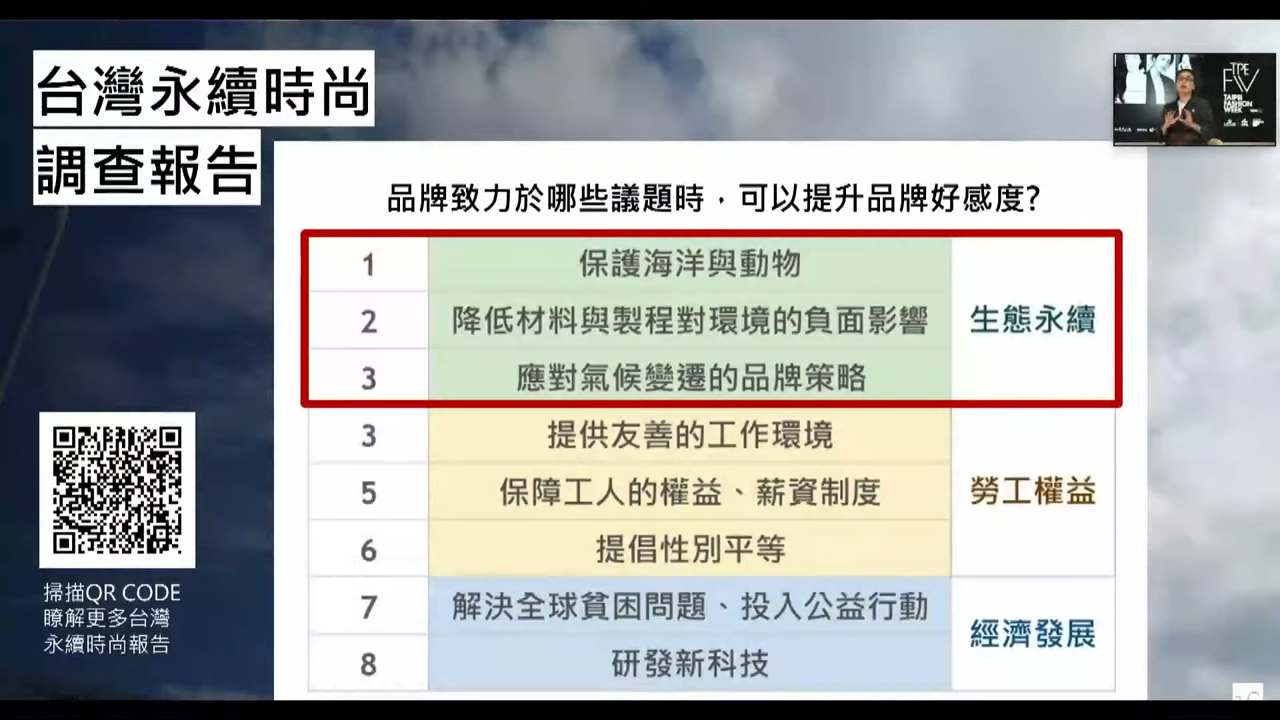 台灣永續時尚
調查報告
TPE
FW
TAIPEI
FASHION
WEEK
品牌致力於哪些議題時，可以提升品牌好感度?
1 保護海洋與動物
2 降低材料與製程對環境的負面影響
3 應對氣候變遷的品牌策略
生態永續
3 提供友善的工作環境
5 保障工人的權益、薪資制度
6 提倡性別平等
勞工權益
7 解決全球貧困問題、投入公益行動
8 研發新科技
經濟發展
掃描QR CODE
瞭解更多台灣
永續時尚報告